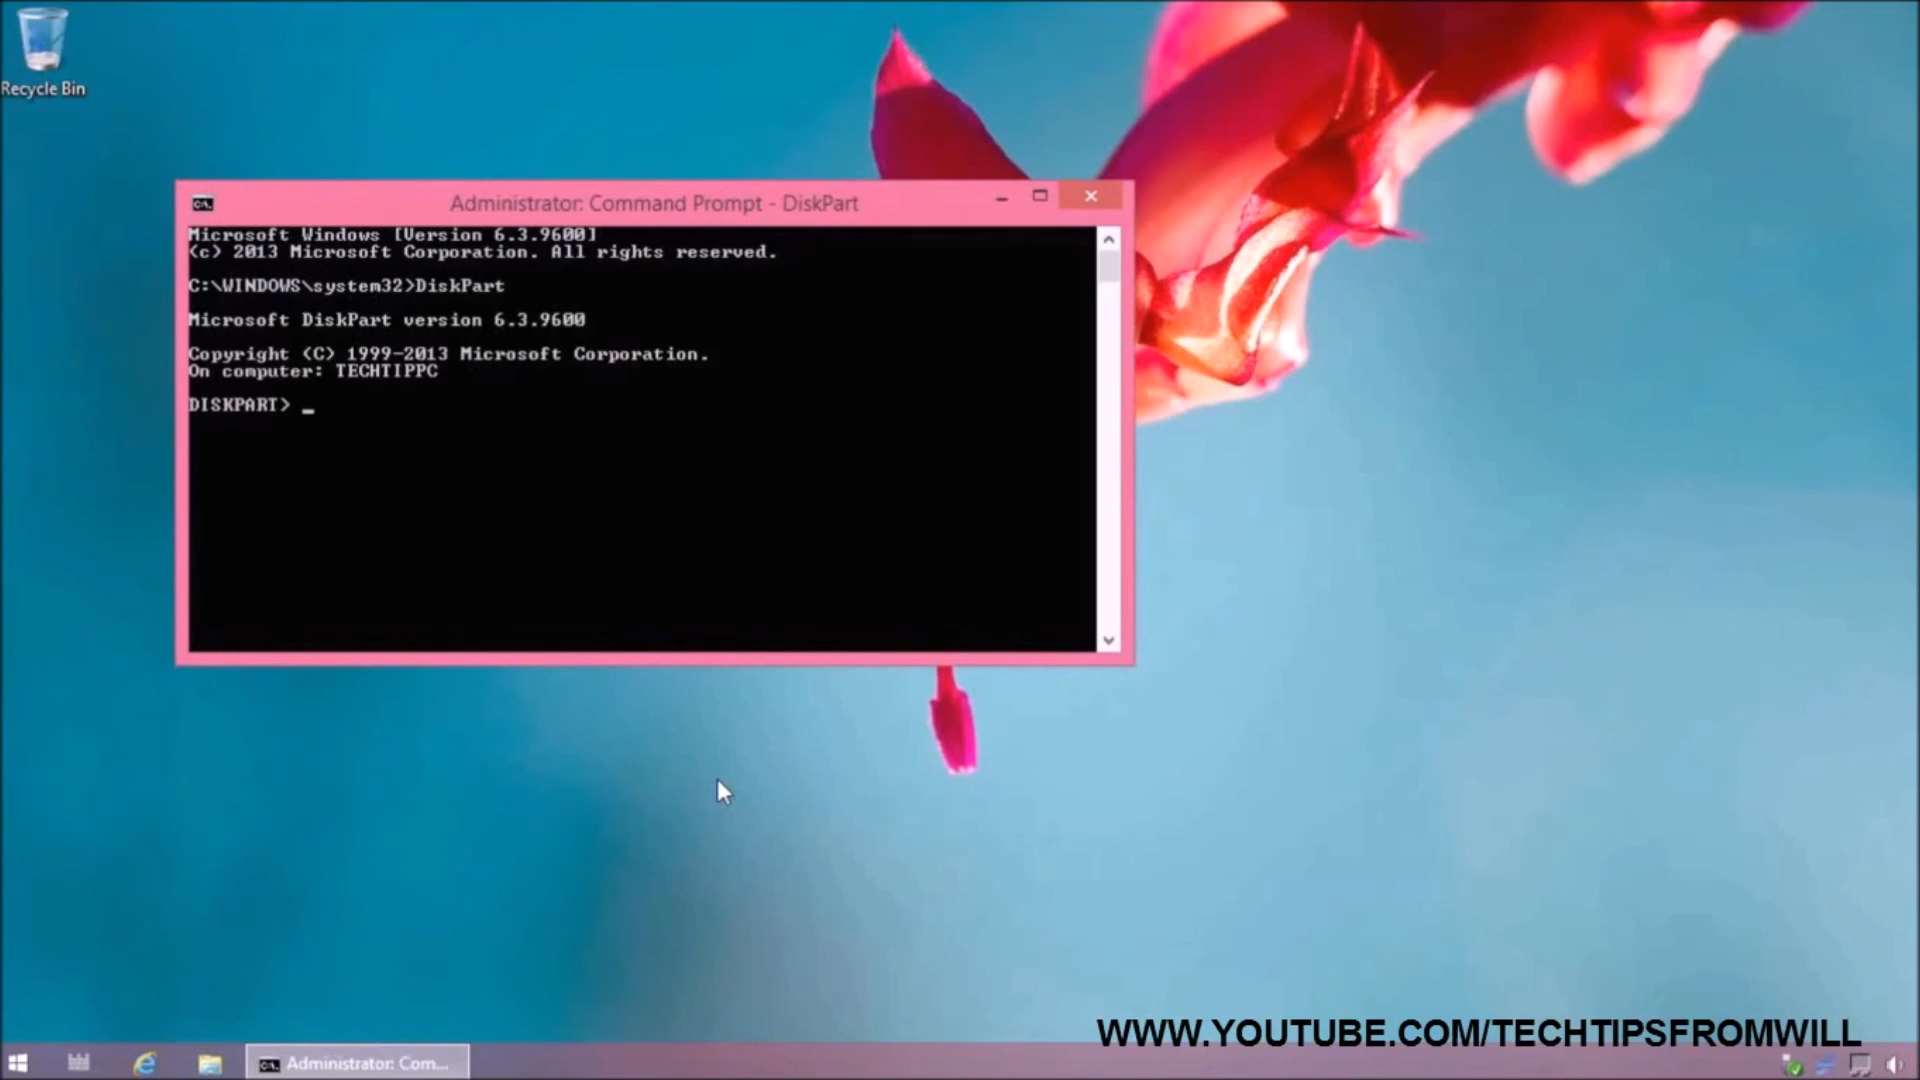 Recycle Bin
Administrator: Command Prompt - DiskPart
Microsoft Windows [Version 6.3.9600]
(c) 2013 Microsoft Corporation. All rights reserved.
C:\WINDOWS\system32>DiskPart
Microsoft DiskPart version 6.3.9600
Copyright (C) 1999-2013 Microsoft Corporation.
On computer: TECHTIPPC
DISKPART> _
WWW.YOUTUBE.COM/TECHTIPSFROMWILL
Administrator: Com...